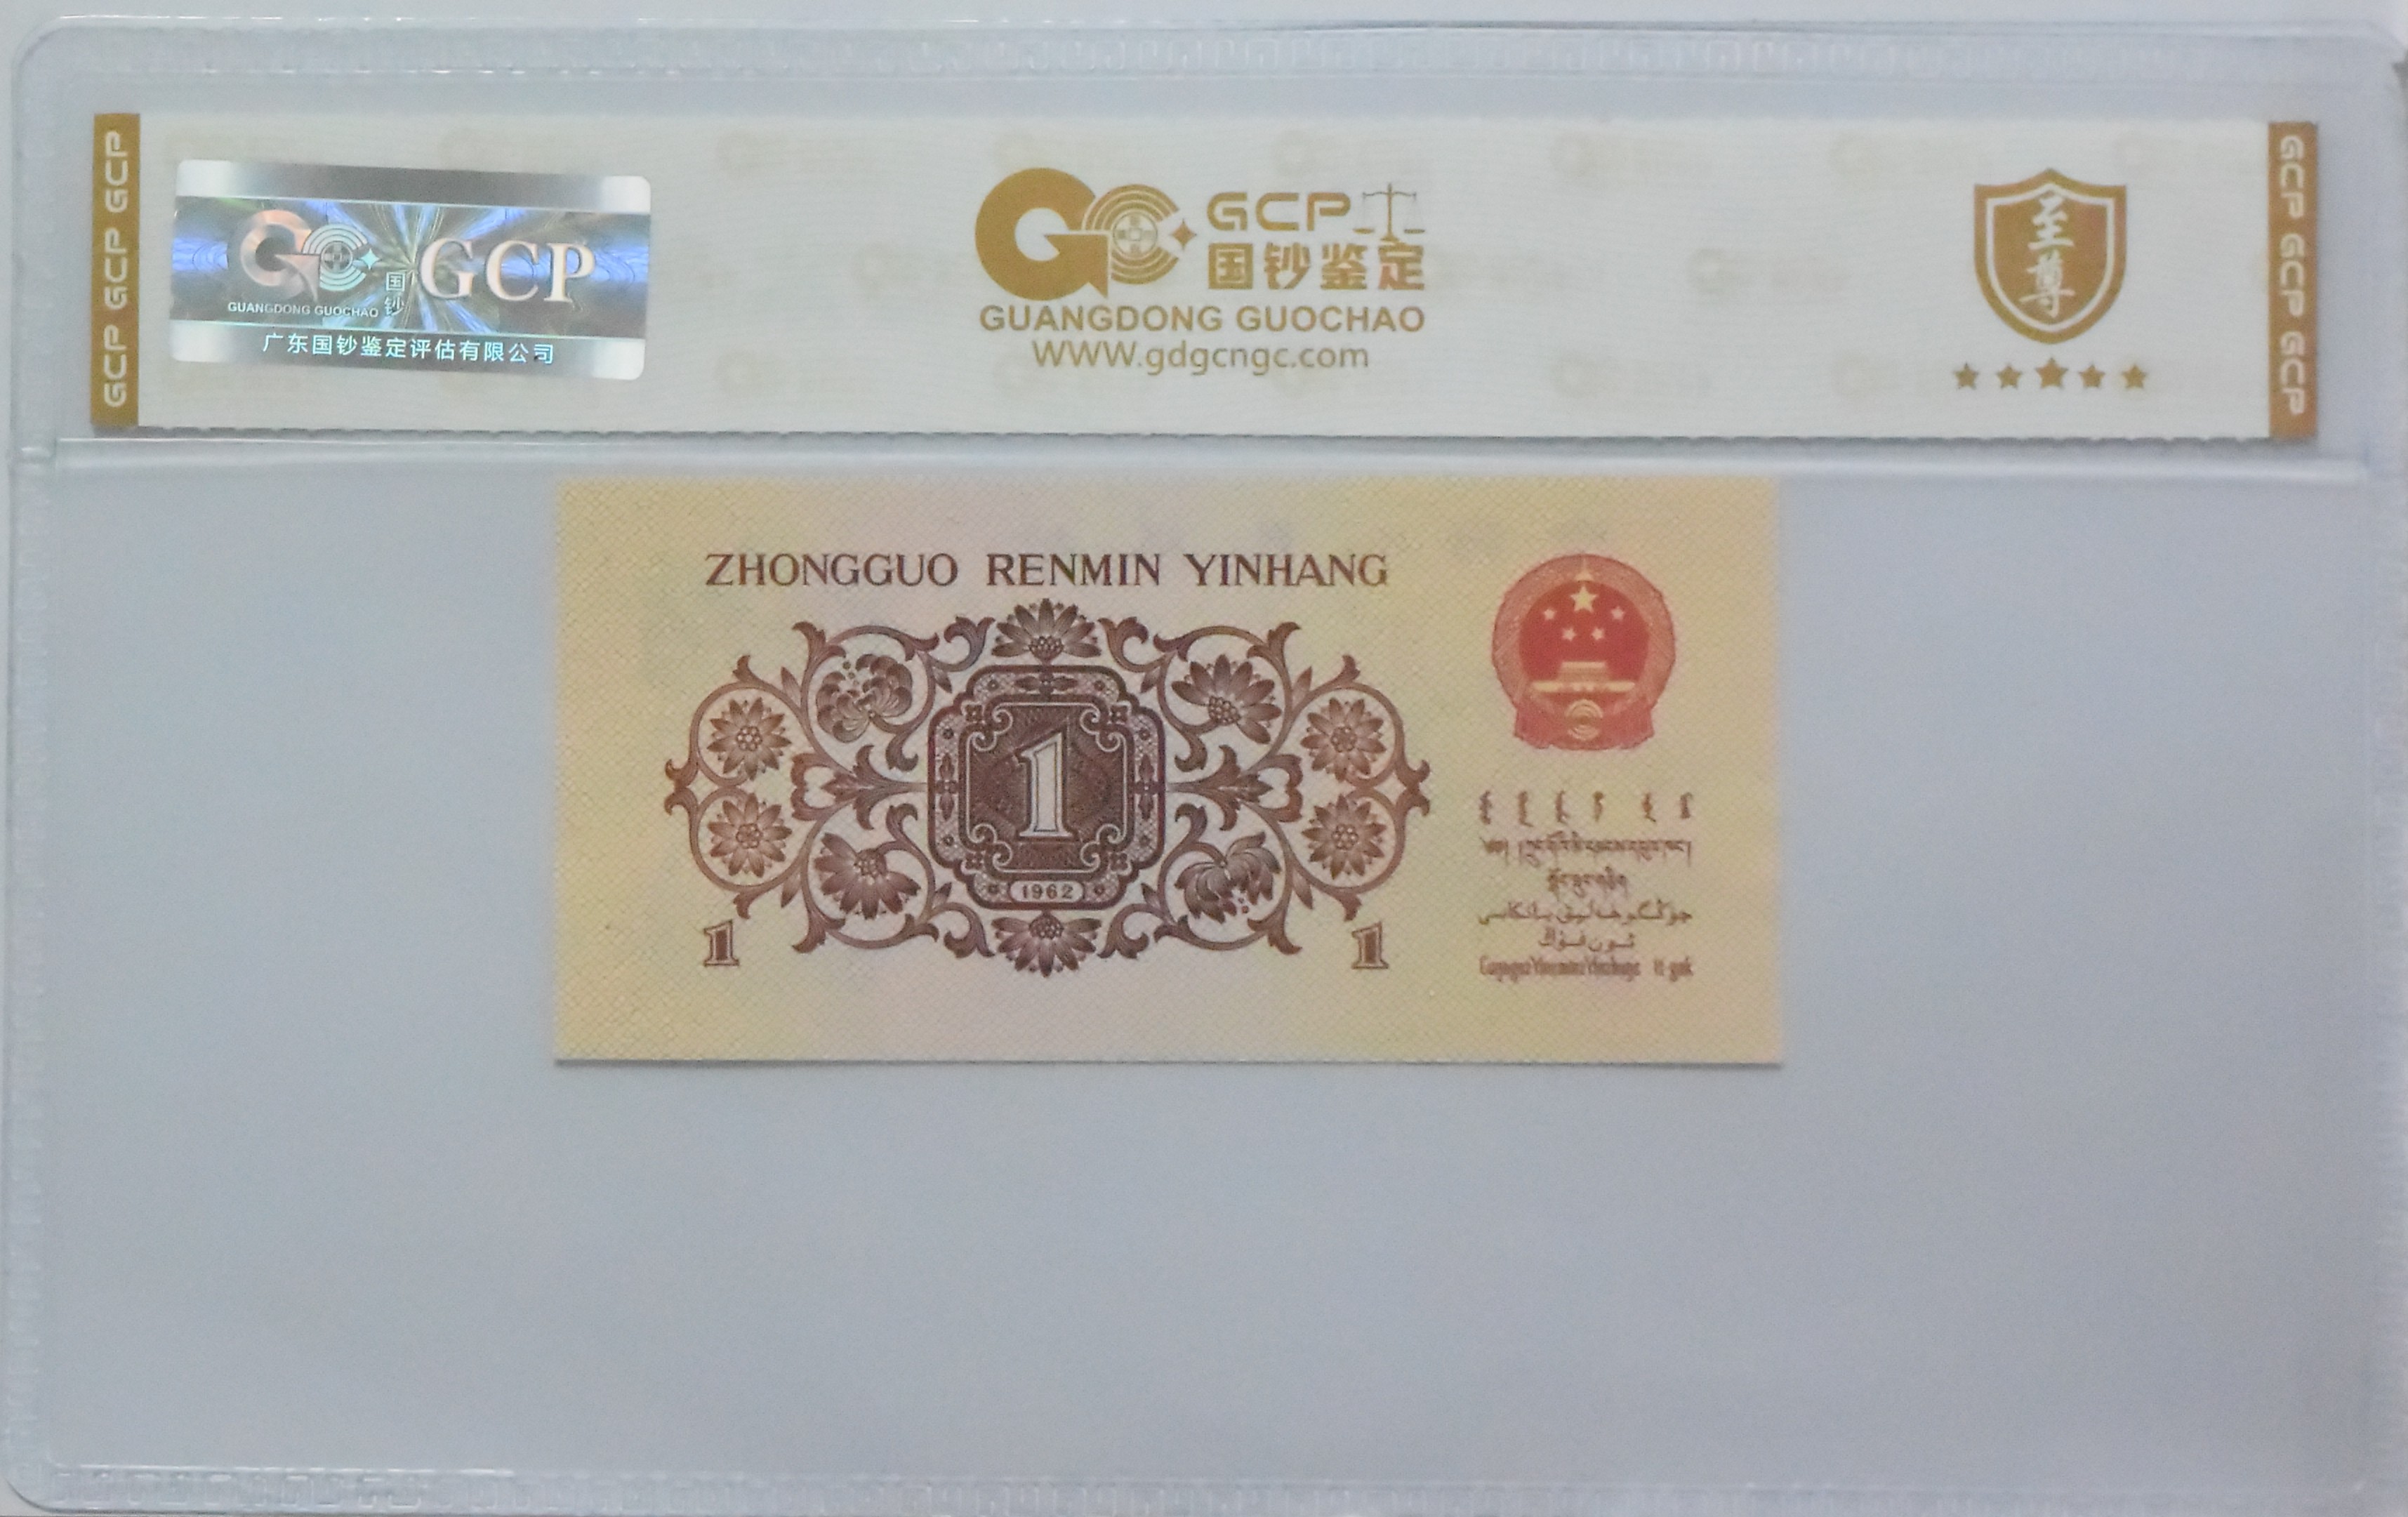 GCP GCP GCP
GCP
国钞
GUANGDONG GUOCHAO
广东国钞鉴定评估有限公司
GCP
国钞鉴定
GUANGDONG GUOCHAO
WWW.gdgcngc.com
至尊
GCP GCP GCP
ZHONGGUO RENMIN YINHANG
1
1962
1
1